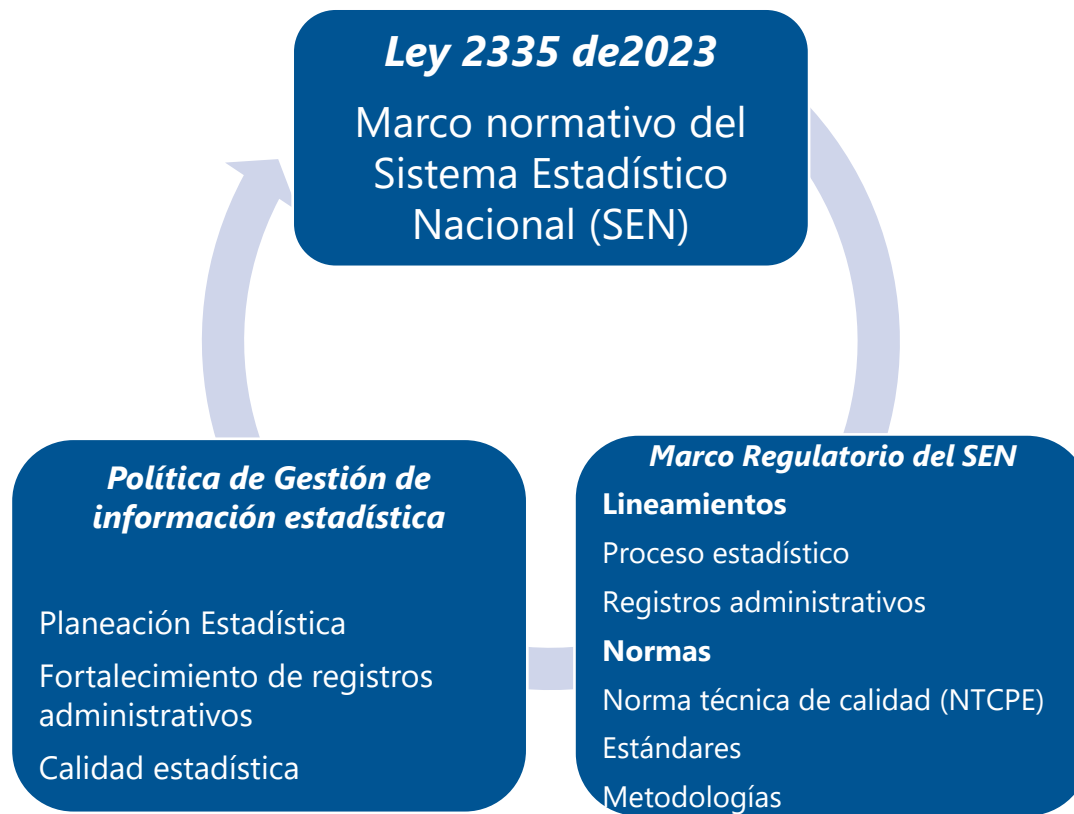 Ley 2335 de2023
Marco normativo del
Sistema Estadístico
Nacional (SEN)
Política de Gestión de
información estadística
Planeación Estadística
Fortalecimiento de registros
administrativos
Calidad estadística
Marco Regulatorio del SEN
Lineamientos
Proceso estadístico
Registros administrativos
Normas
Norma técnica de calidad (NTCPE)
Estándares
Metodologías